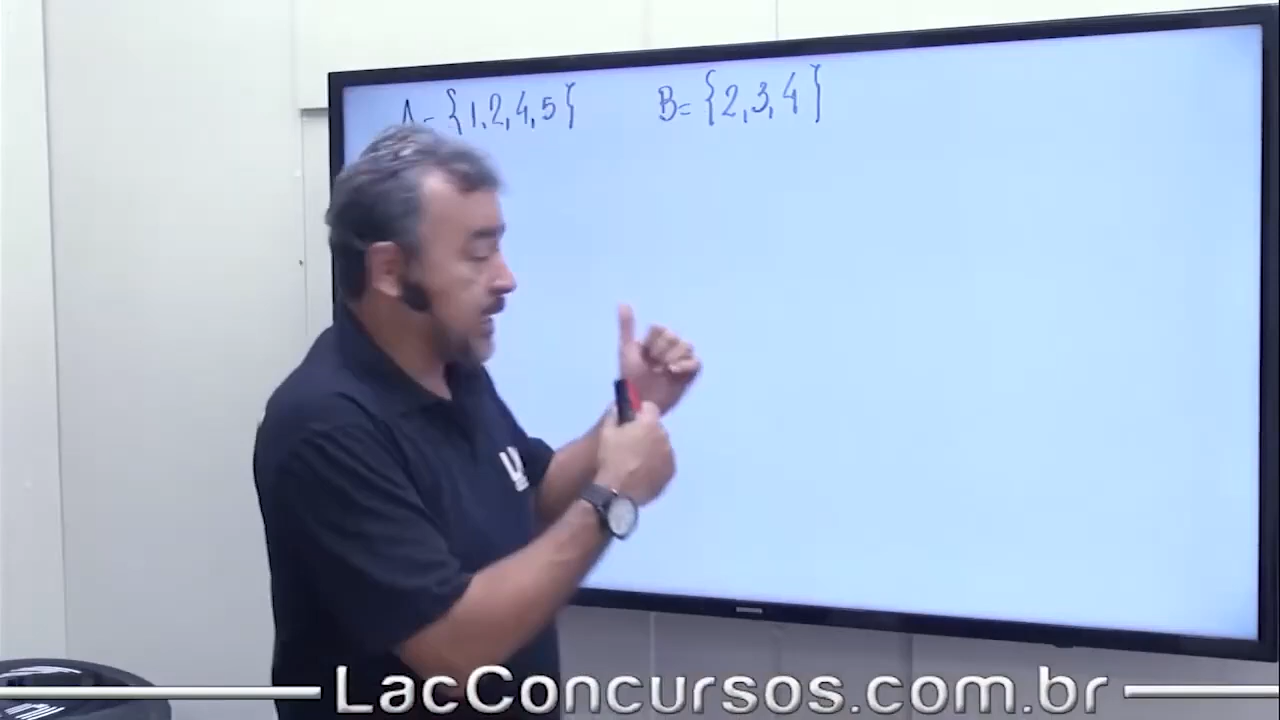 A = {1,2,4,5} B = {2,3,4}
LacConcursos.com.br